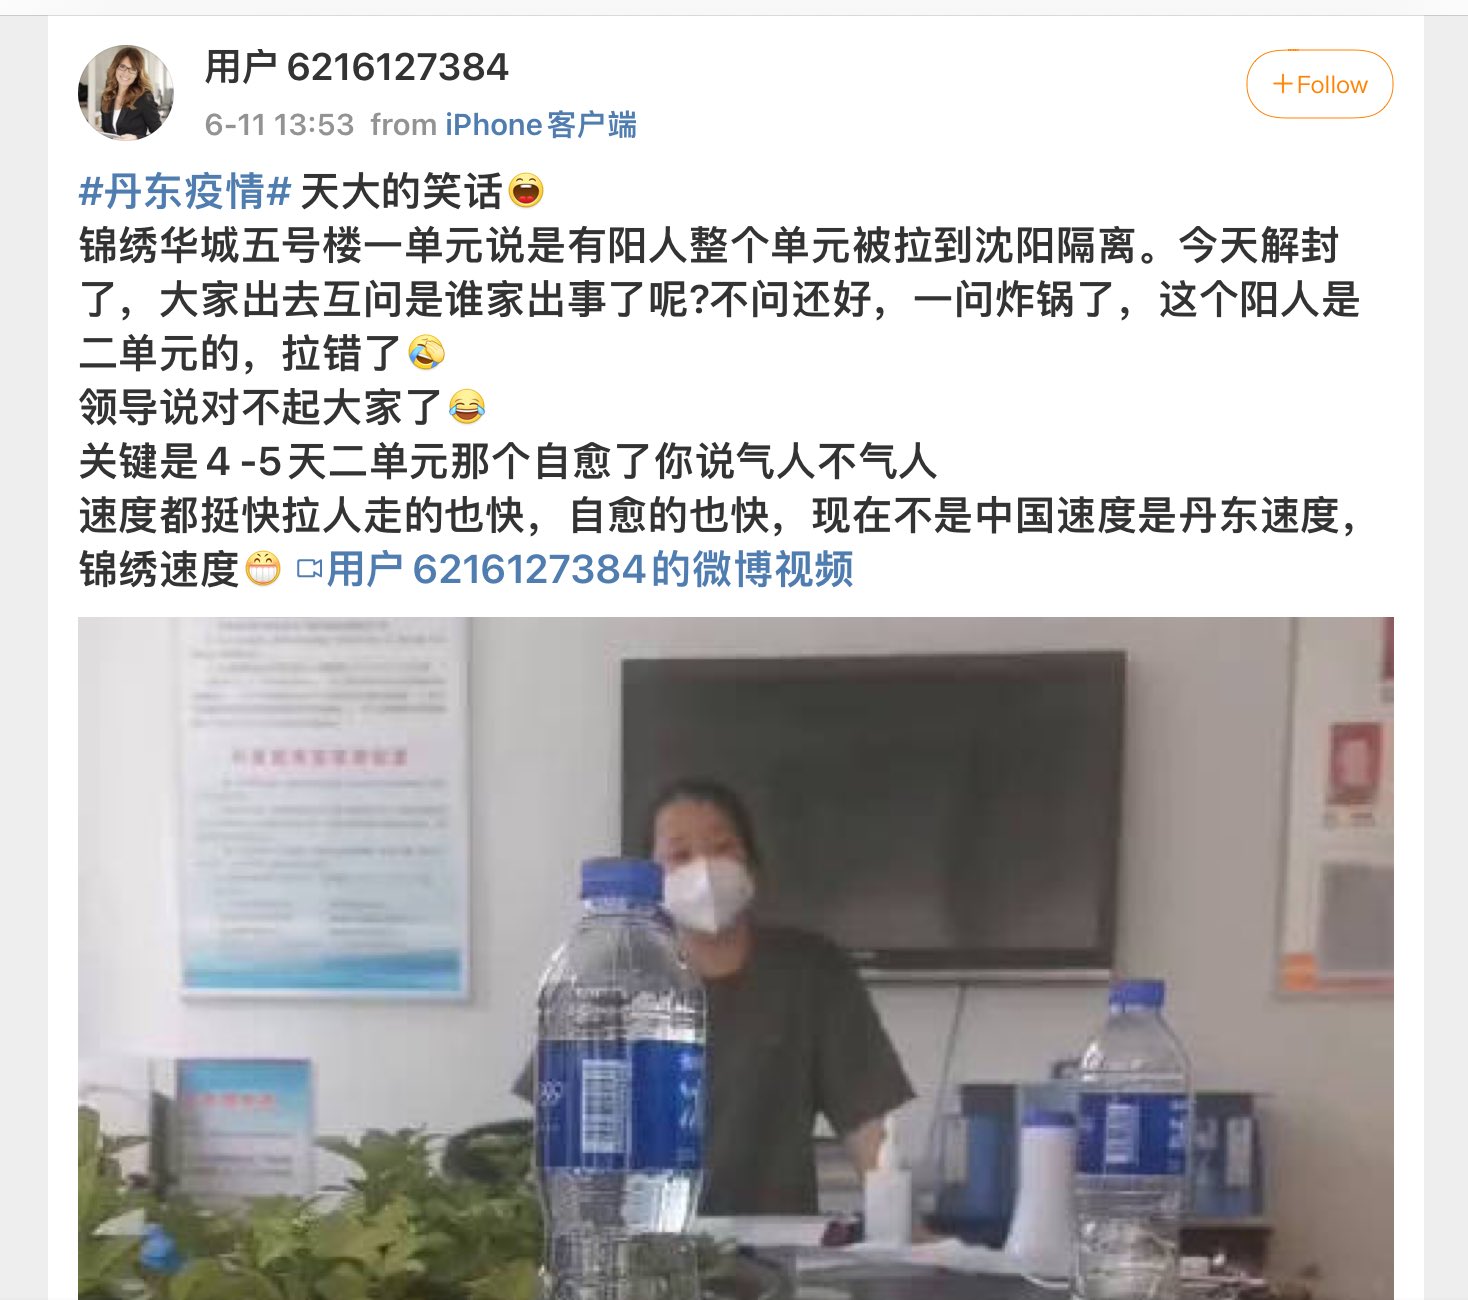 用户6216127384
+Follow
6-11 13:53 from iPhone客户端
#丹东疫情# 天大的笑话
锦绣华城五号楼一单元说是有阳人整个单元被拉到沈阳隔离。今天解封
了，大家出去互问是谁家出事了呢?不问还好，一问炸锅了，这个阳人是
二单元的，拉错了
领导说对不起大家了
关键是4-5天二单元那个自愈了你说气人不气人
速度都挺快拉人走的也快，自愈的也快，现在不是中国速度是丹东速度，
锦绣速度 用户6216127384的微博视频